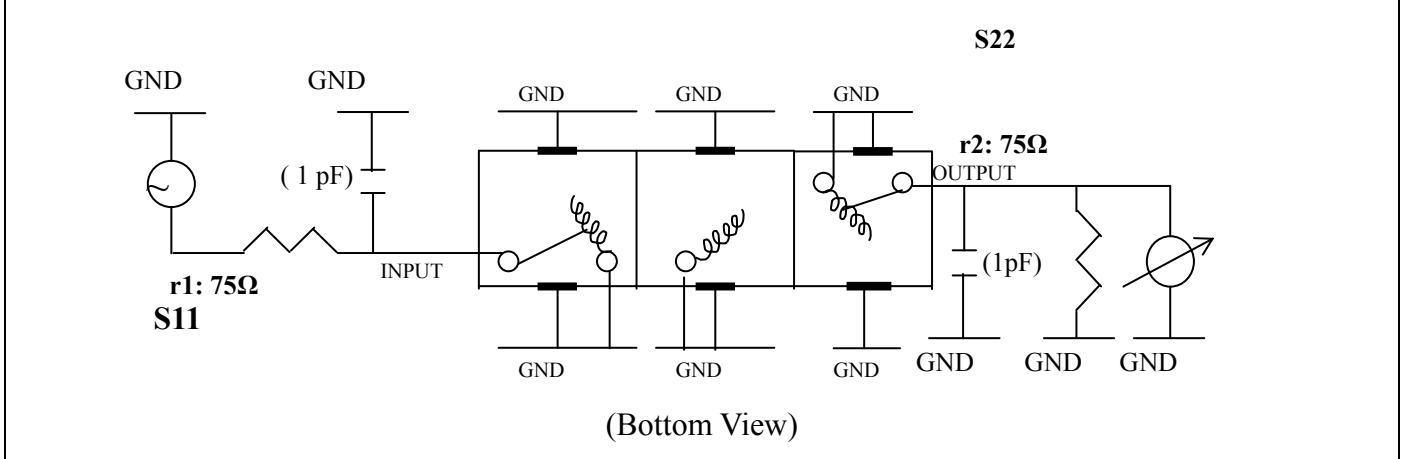 S22
GND
GND
GND
GND
GND
r2: 75Ω
( 1 pF)
OUTPUT
INPUT
(1pF)
r1: 75Ω
S11
GND
GND
GND
GND
GND
GND
(Bottom View)